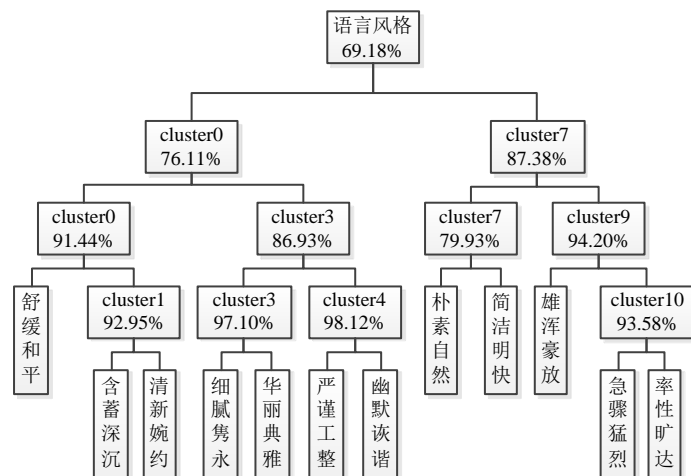 语言风格
69.18%
cluster0
76.11%
cluster7
87.38%
cluster0
91.44%
cluster3
86.93%
cluster7
79.93%
cluster9
94.20%
舒缓和平
cluster1
92.95%
cluster3
97.10%
cluster4
98.12%
朴素自然
简洁明快
雄浑豪放
cluster10
93.58%
含蓄深沉
清新婉约
细腻隽永
华丽典雅
严谨工整
幽默诙谐
急骤猛烈
率性旷达